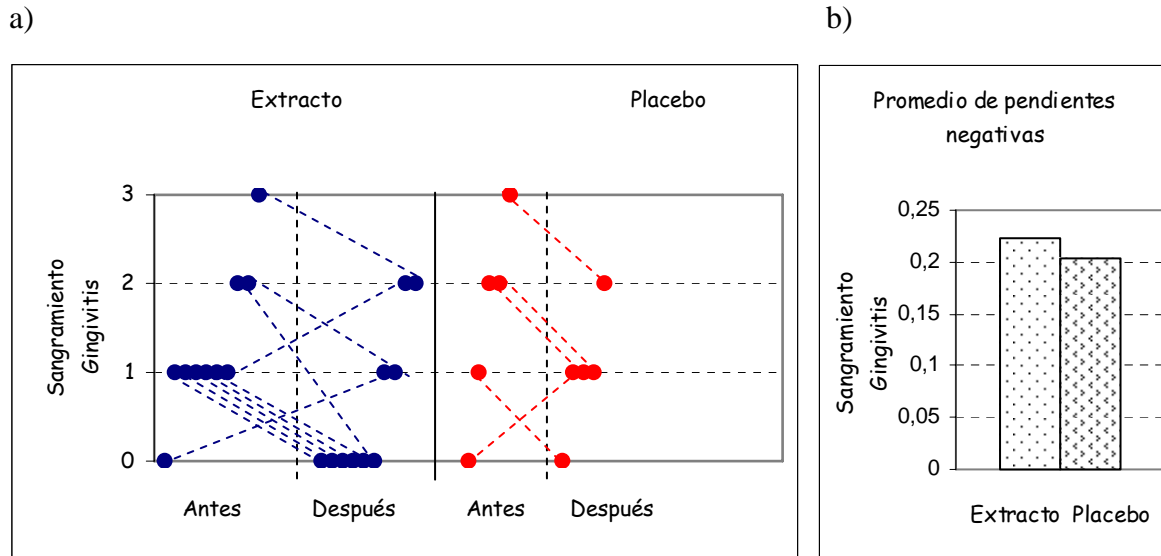 a)
Extracto Placebo
Sangramiento
Gingivitis
3
2
1
0
Antes Después Antes Después
b)
Promedio de pendientes
negativas
Sangramiento
Gingivitis
0,25
0,2
0,15
0,1
0,05
0
Extracto Placebo